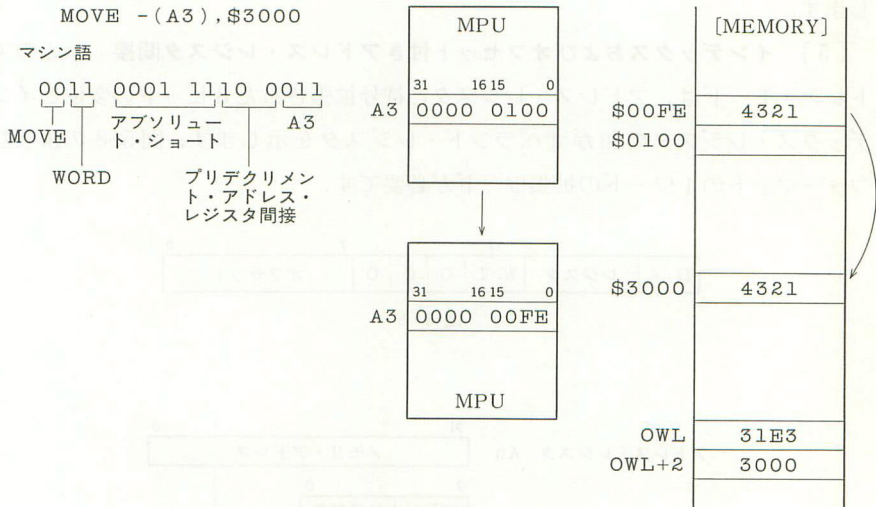 MOVE -(A3),$3000
マシン語
0011 0001 1110 0011
MOVE
アブソリュー
ト・ショート
A3
WORD
プリデクリメン
ト・アドレス・
レジスタ間接
MPU
31 16 15 0
A3 0000 0100
31 16 15 0
A3 0000 00FE
MPU
[MEMORY]
$00FE 4321
$0100
$3000 4321
OWL 31E3
OWL+2 3000